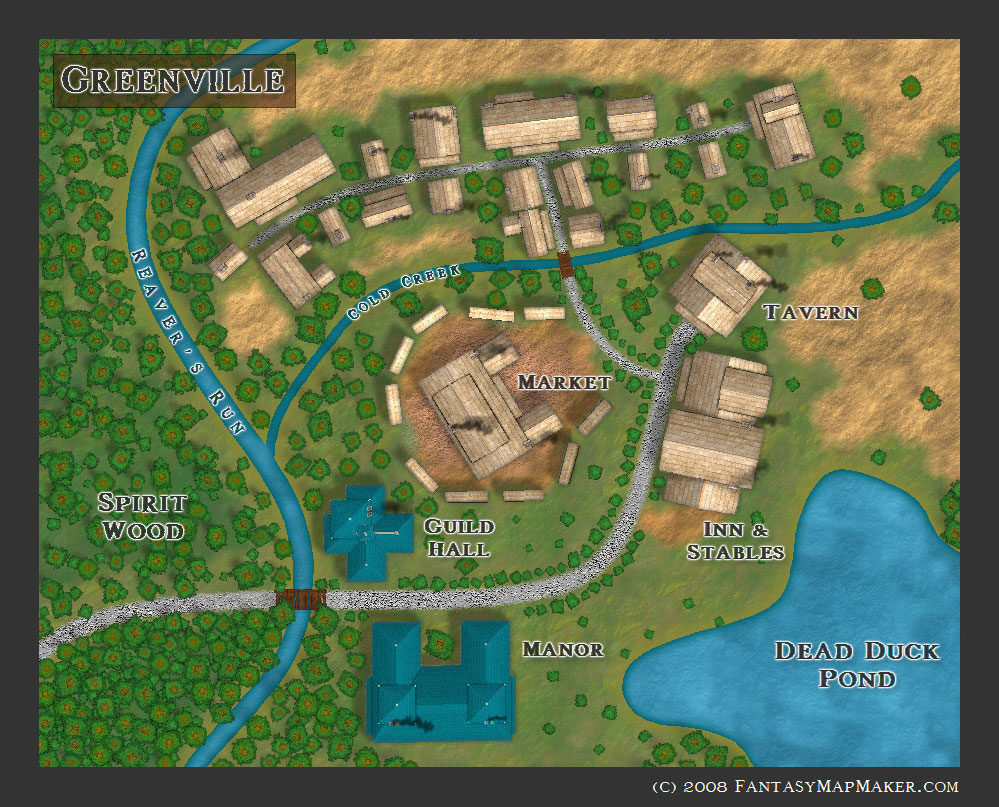 Greenville
Reaver's Run
Cold Creek
Tavern
Market
Spirit
Wood
Guild
Hall
Inn &
Stables
Manor
Dead Duck
Pond
(c) 2008 FantasyMapMaker.com